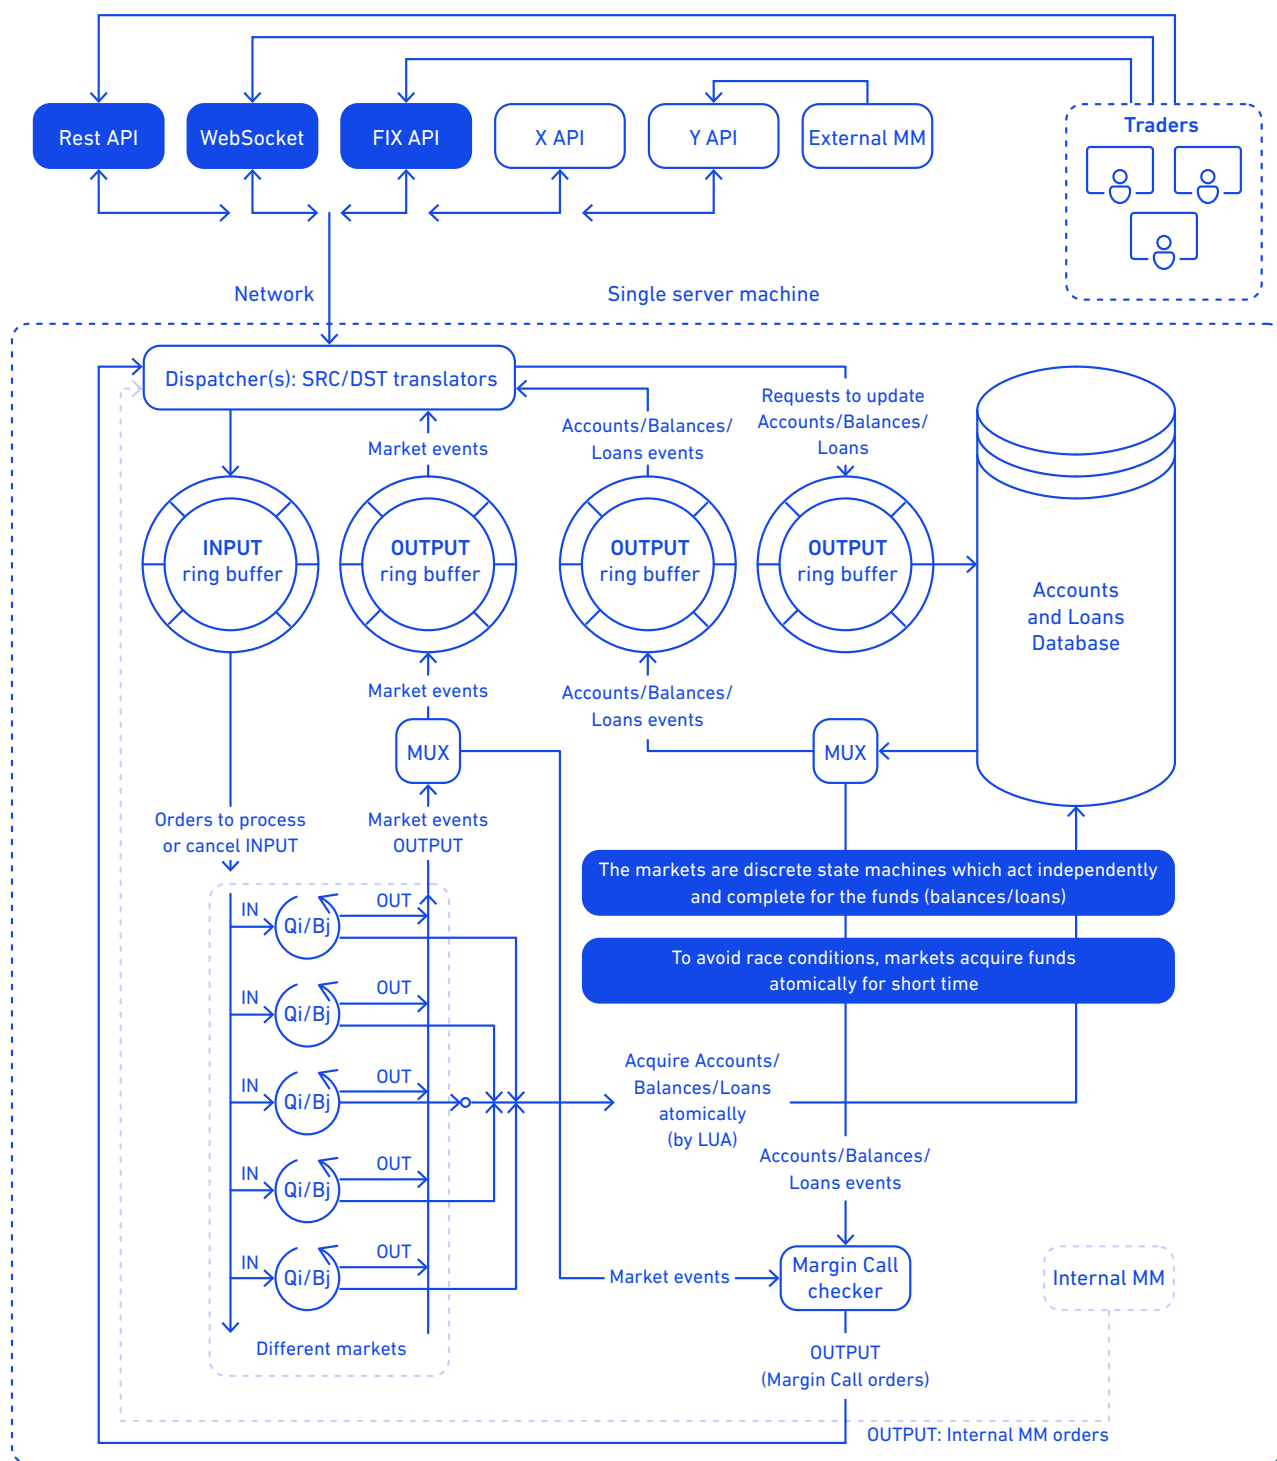 Traders
Rest API
WebSocket
FIX API
X API
Y API
External MM
Network
Single server machine
Dispatcher(s): SRC/DST translators
Requests to update
Accounts/Balances/
Loans
Market events
Accounts/Balances/
Loans events
INPUT
ring buffer
OUTPUT
ring buffer
OUTPUT
ring buffer
OUTPUT
ring buffer
Accounts
and Loans
Database
Market events
Accounts/Balances/
Loans events
MUX
MUX
Orders to process
or cancel INPUT
Market events
OUTPUT
The markets are discrete state machines which act independently
and complete for the funds (balances/loans)
To avoid race conditions, markets acquire funds
atomically for short time
IN
Qi/Bj
OUT
IN
Qi/Bj
OUT
IN
Qi/Bj
OUT
IN
Qi/Bj
OUT
IN
Qi/Bj
OUT
Different markets
Acquire Accounts/
Balances/Loans
atomically
(by LUA)
Accounts/Balances/
Loans events
Market events
Margin Call
checker
Internal MM
OUTPUT
(Margin Call orders)
OUTPUT: Internal MM orders